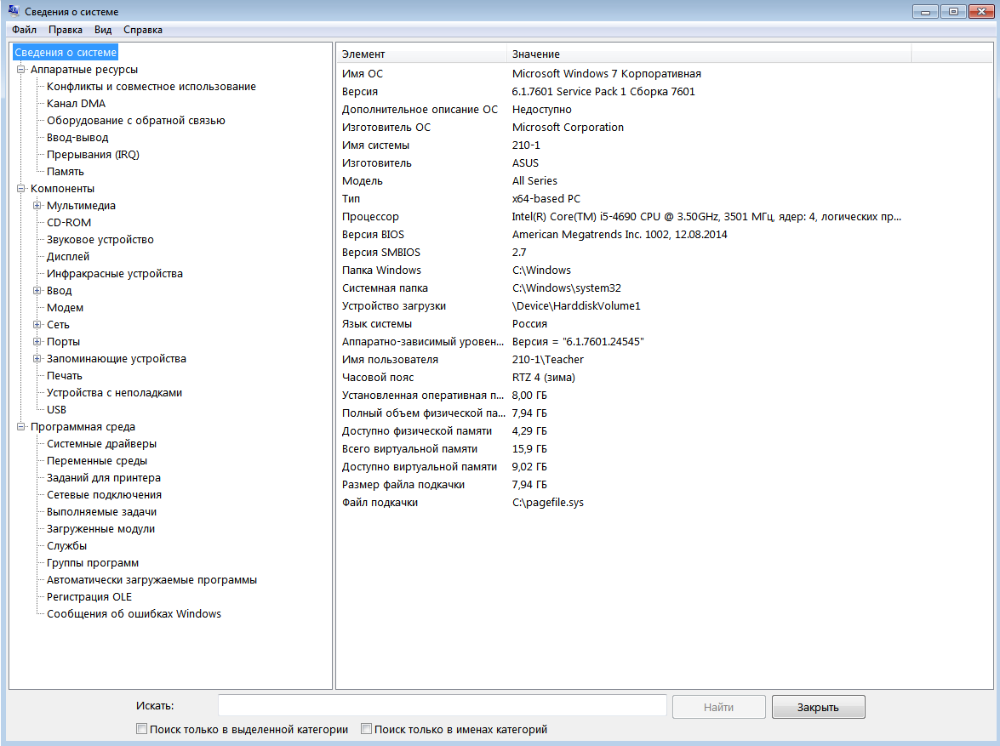 Сведения о системе
Файл Правка Вид Справка
Сведения о системе
Аппаратные ресурсы
Конфликты и совместное использование
Канал DMA
Оборудование с обратной связью
Ввод-вывод
Прерывания (IRQ)
Память
Компоненты
Мультимедиа
CD-ROM
Звуковое устройство
Дисплей
Инфракрасные устройства
Ввод
Модем
Сеть
Порты
Запоминающие устройства
Печать
Устройства с неполадками
USB
Программная среда
Системные драйверы
Переменные среды
Заданий для принтера
Сетевые подключения
Выполняемые задачи
Загруженные модули
Службы
Группы программ
Автоматически загружаемые программы
Регистрация OLE
Сообщения об ошибках Windows
Элемент Значение
Имя ОС Microsoft Windows 7 Корпоративная
Версия 6.1.7601 Service Pack 1 Сборка 7601
Дополнительное описание ОС Недоступно
Изготовитель ОС Microsoft Corporation
Имя системы 210-1
Изготовитель ASUS
Модель All Series
Тип x64-based PC
Процессор Intel(R) Core(TM) i5-4690 CPU @ 3.50GHz, 3501 МГц, ядер: 4, логических пр...
Версия BIOS American Megatrends Inc. 1002, 12.08.2014
Версия SMBIOS 2.7
Папка Windows C:\Windows
Системная папка C:\Windows\system32
Устройство загрузки \Device\HarddiskVolume1
Язык системы Россия
Аппаратно-зависимый уровен... Версия = "6.1.7601.24545"
Имя пользователя 210-1\Teacher
Часовой пояс RTZ 4 (зима)
Установленная оперативная п... 8,00 ГБ
Полный объем физической па... 7,94 ГБ
Доступно физической памяти 4,29 ГБ
Всего виртуальной памяти 15,9 ГБ
Доступно виртуальной памяти 9,02 ГБ
Размер файла подкачки 7,94 ГБ
Файл подкачки C:\pagefile.sys
Искать: Найти Закрыть
Поиск только в выделенной категории Поиск только в именах категорий